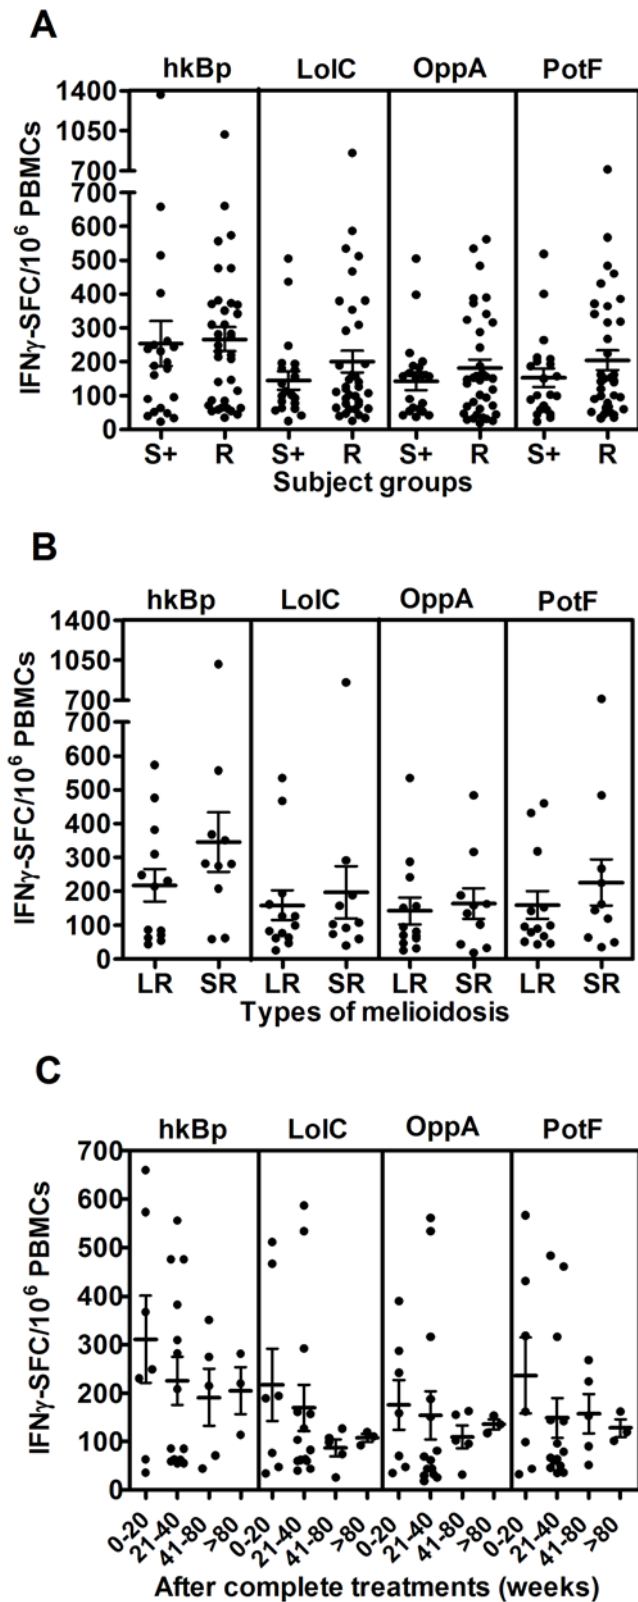 A
hkBp LolC OppA PotF
IFNγ-SFC/10⁶ PBMCs
1400
1050
700
700
600
500
400
300
200
100
0
S+ R S+ R S+ R S+ R
Subject groups
B
hkBp LolC OppA PotF
IFNγ-SFC/10⁶ PBMCs
1400
1050
700
700
600
500
400
300
200
100
0
LR SR LR SR LR SR LR SR
Types of melioidosis
C
hkBp LolC OppA PotF
IFNγ-SFC/10⁶ PBMCs
700
600
500
400
300
200
100
0
0-20 21-40 41-80 >80 0-20 21-40 41-80 >80 0-20 21-40 41-80 >80 0-20 21-40 41-80 >80
After complete treatments (weeks)